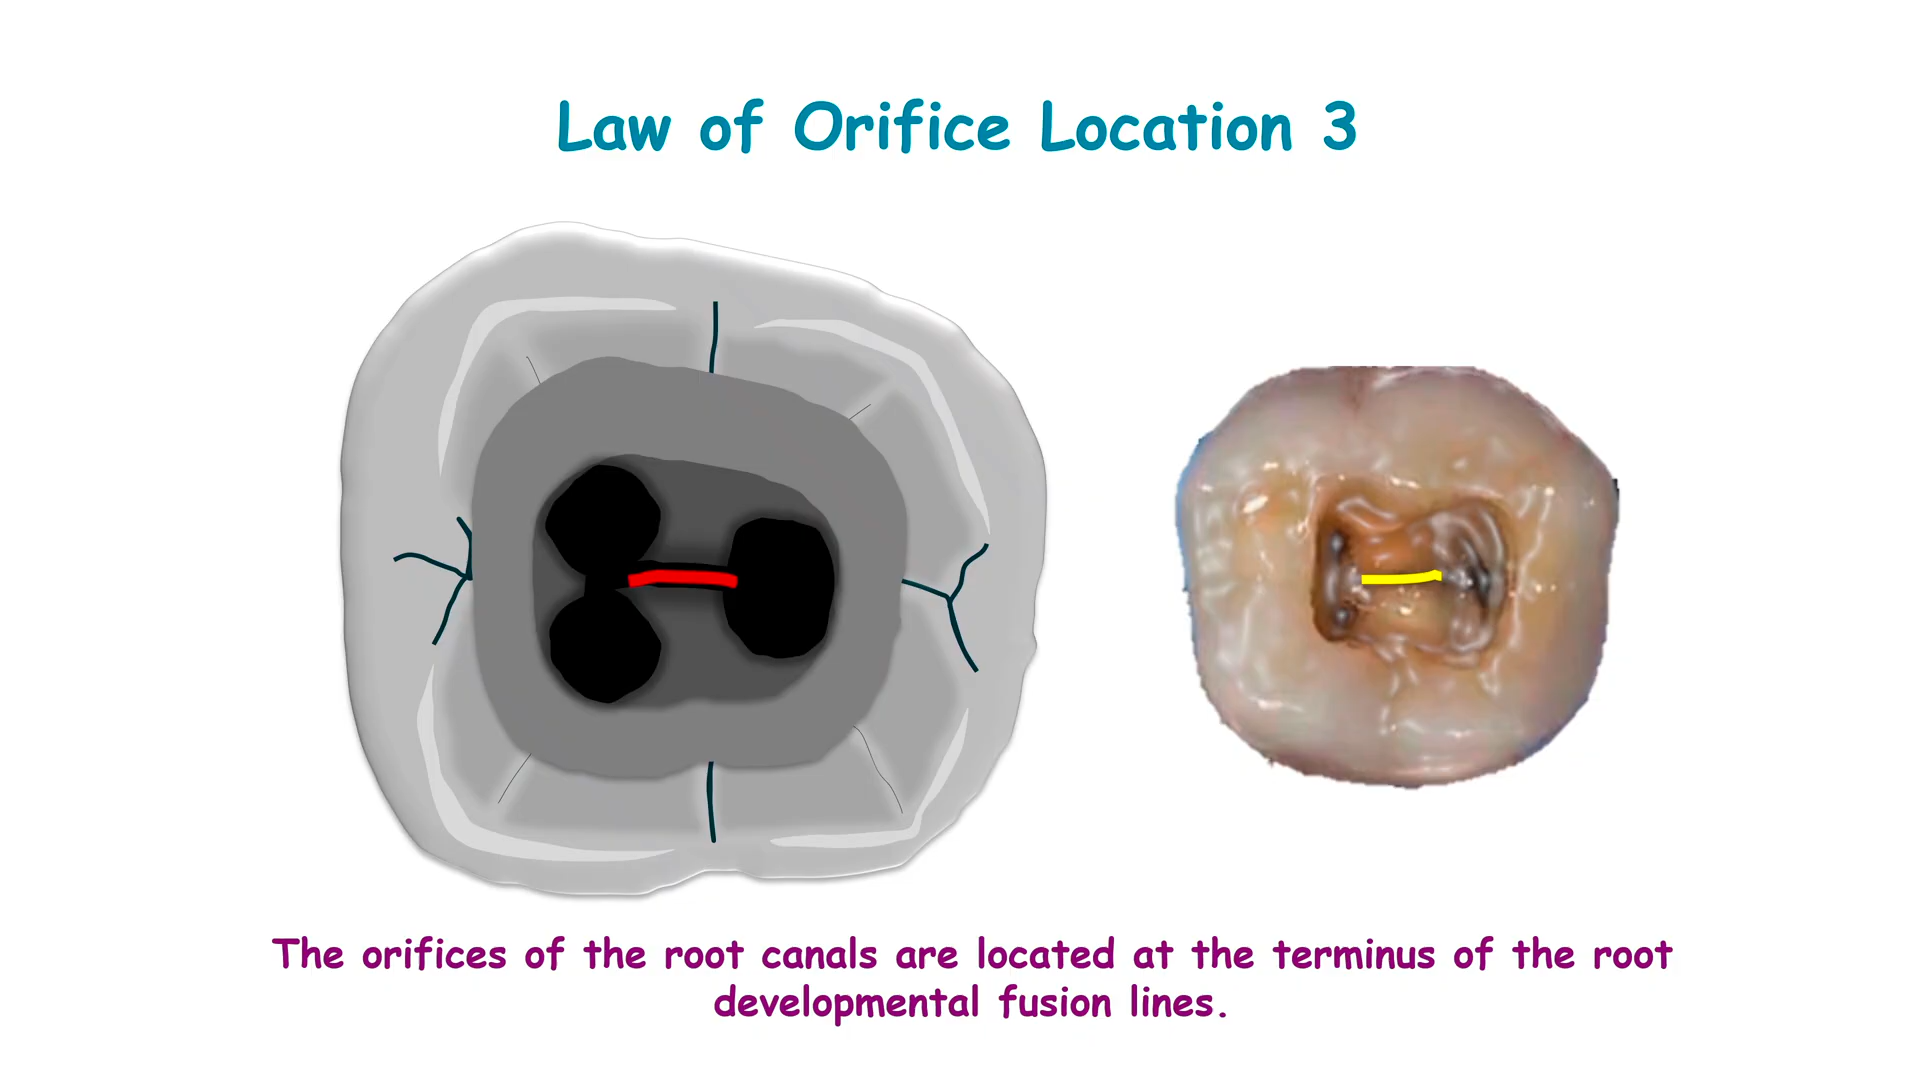 Law of Orifice Location 3
The orifices of the root canals are located at the terminus of the root
developmental fusion lines.